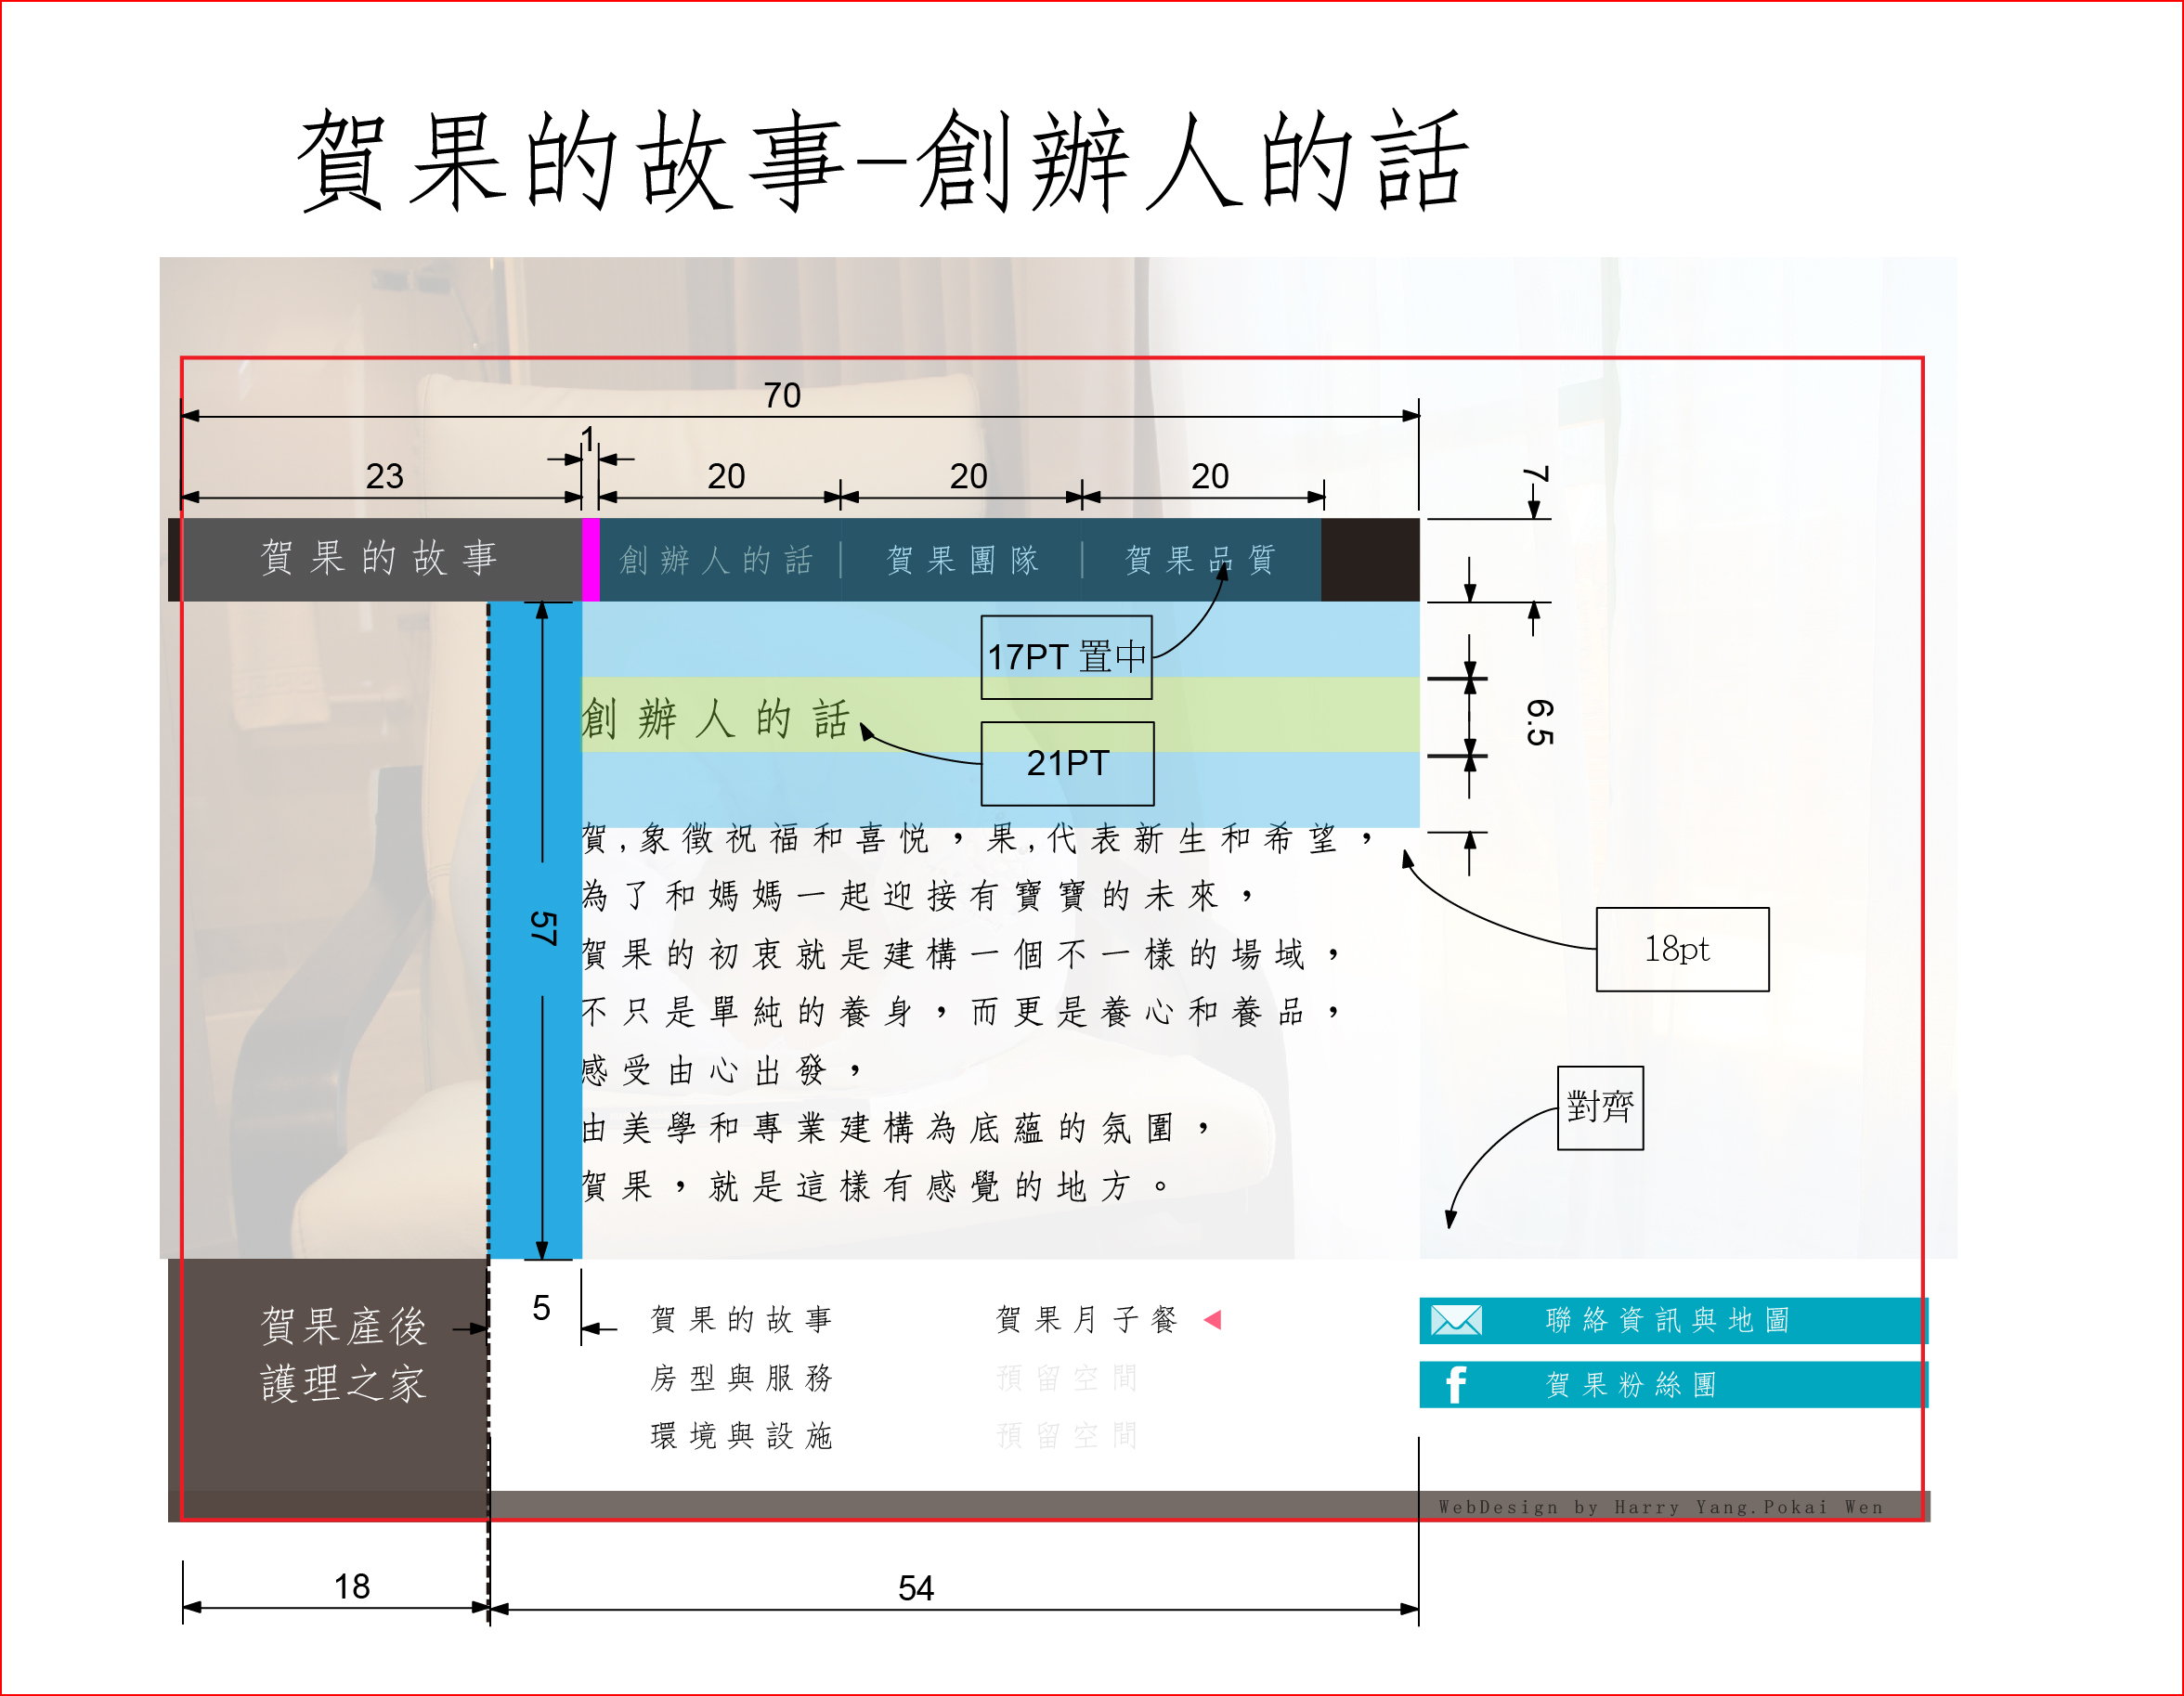 賀果的故事-創辦人的話
70
1
23
20
20
20
7
賀果的故事
創辦人的話
賀果團隊
賀果品質
17PT 置中
6.5
創辦人的話
21PT
賀,象徵祝福和喜悅，果,代表新生和希望，
為了和媽媽一起迎接有寶寶的未來，
57
18pt
賀果的初衷就是建構一個不一樣的場域，
不只是單純的養身，而更是養心和養品，
感受由心出發，
對齊
由美學和專業建構為底蘊的氛圍，
賀果，就是這樣有感覺的地方。
5
賀果產後
護理之家
賀果的故事
賀果月子餐
聯絡資訊與地圖
房型與服務
預留空間
f
賀果粉絲團
環境與設施
預留空間
WebDesign by Harry Yang.Pokai Wen
18
54